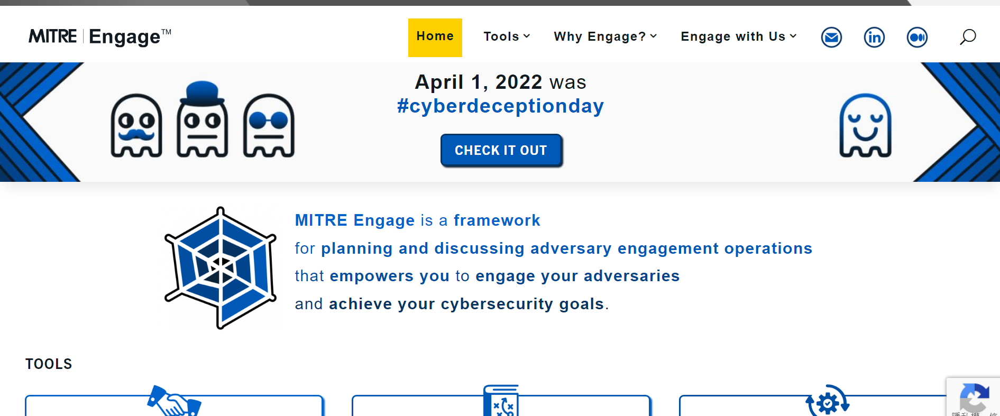 MITRE | Engage™
Home
Tools
Why Engage?
Engage with Us
April 1, 2022 was
#cyberdeceptionday
CHECK IT OUT
MITRE Engage is a framework
for planning and discussing adversary engagement operations
that empowers you to engage your adversaries
and achieve your cybersecurity goals.
TOOLS